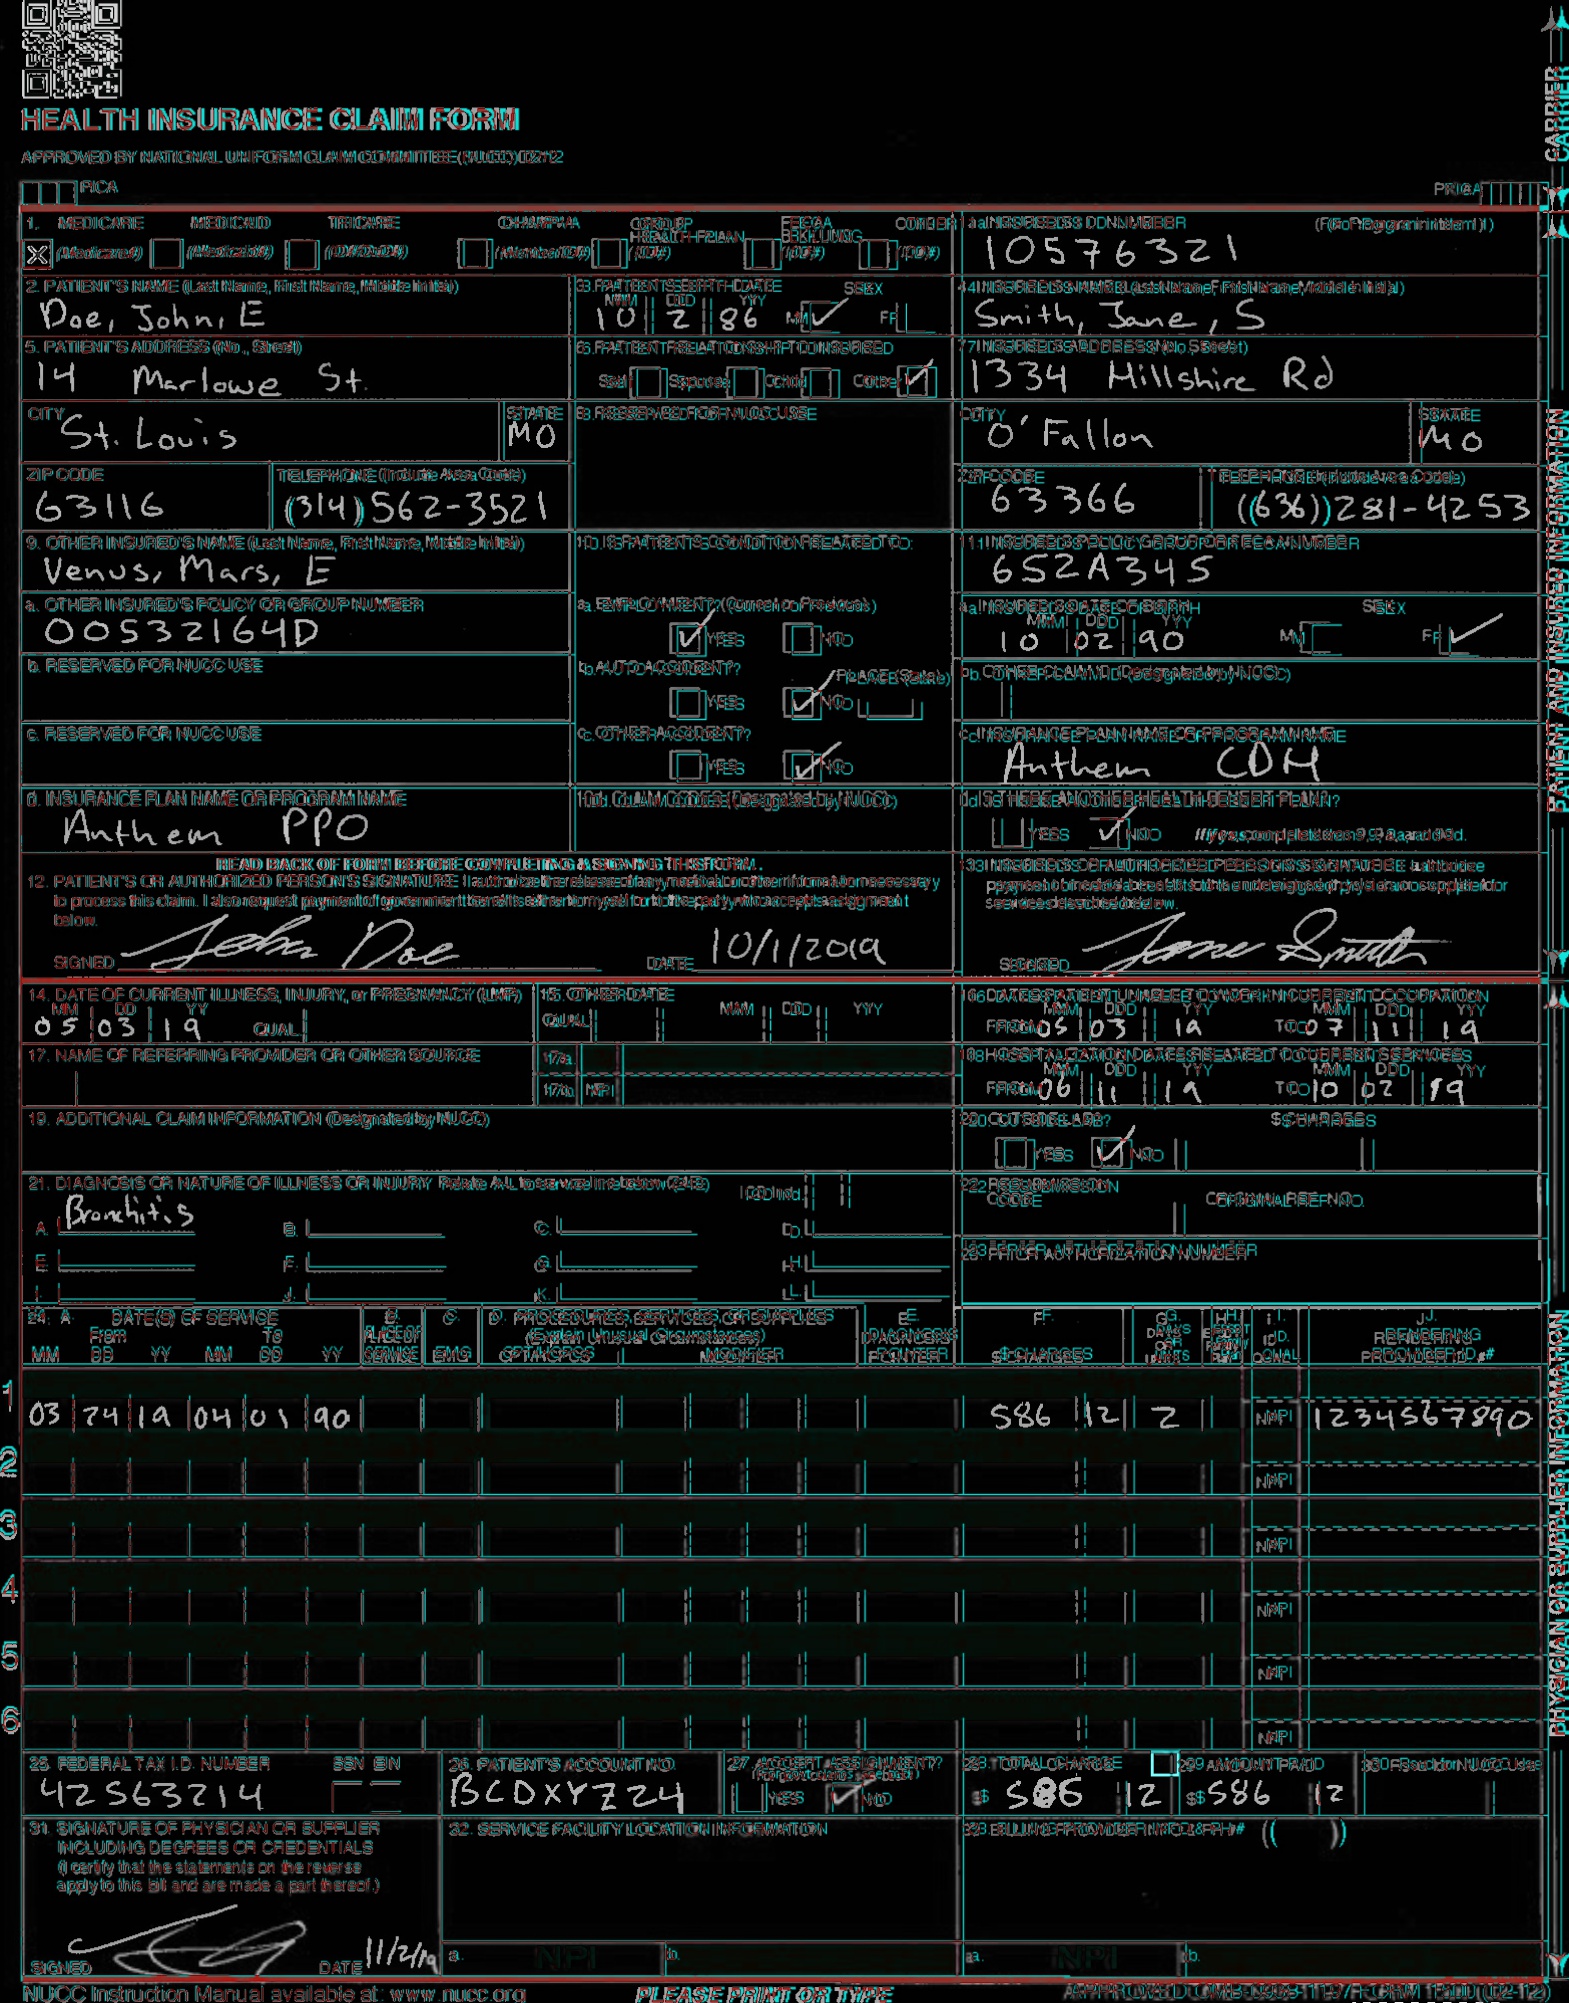 HEALTH INSURANCE CLAIM FORM
APPROVED BY NATIONAL UNIFORM CLAIM COMMITTEE (NUCC) 02/12
PICA
PICA
CARRIER
1. MEDICARE MEDICAID TRICARE CHAMPVA GROUP HEALTH PLAN FECA BLK LUNG OTHER
X (Medicare#) (Medicaid#) (ID#/DoD#) (Member ID#) (ID#) (ID#) (ID#)
1a. INSURED'S I.D. NUMBER (For Program in Item 1)
10576321
2. PATIENT'S NAME (Last Name, First Name, Middle Initial)
Doe, John, E
3. PATIENT'S BIRTH DATE SEX
MM DD YY
10 2 86 M ✓ F
4. INSURED'S NAME (Last Name, First Name, Middle Initial)
Smith, Jane, S
5. PATIENT'S ADDRESS (No., Street)
14 Marlowe St.
6. PATIENT RELATIONSHIP TO INSURED
Self Spouse Child Other ✓
7. INSURED'S ADDRESS (No., Street)
1334 Hillshire Rd
CITY STATE
St. Louis MO
8. RESERVED FOR NUCC USE
CITY STATE
O'Fallon MO
ZIP CODE TELEPHONE (Include Area Code)
63116 (314) 562-3521
ZIP CODE TELEPHONE (Include Area Code)
63366 (636) 281-4253
9. OTHER INSURED'S NAME (Last Name, First Name, Middle Initial)
Venus, Mars, E
10. IS PATIENT'S CONDITION RELATED TO:
11. INSURED'S POLICY GROUP OR FECA NUMBER
652A345
a. OTHER INSURED'S POLICY OR GROUP NUMBER
00532164D
a. EMPLOYMENT? (Current or Previous)
✓ YES NO
a. INSURED'S DATE OF BIRTH SEX
MM DD YY
10 02 90 M F ✓
b. RESERVED FOR NUCC USE
b. AUTO ACCIDENT? PLACE (State)
YES ✓ NO
b. OTHER CLAIM ID (Designated by NUCC)
c. RESERVED FOR NUCC USE
c. OTHER ACCIDENT?
YES ✓ NO
c. INSURANCE PLAN NAME OR PROGRAM NAME
Anthem CDH
d. INSURANCE PLAN NAME OR PROGRAM NAME
Anthem PPO
10d. CLAIM CODES (Designated by NUCC)
d. IS THERE ANOTHER HEALTH BENEFIT PLAN?
YES ✓ NO If yes, complete items 9, 9a, and 9d.
READ BACK OF FORM BEFORE COMPLETING & SIGNING THIS FORM.
12. PATIENT'S OR AUTHORIZED PERSON'S SIGNATURE I authorize the release of any medical or other information necessary
to process this claim. I also request payment of government benefits either to myself or to the party who accepts assignment
below.
SIGNED John Doe DATE 10/1/2019
13. INSURED'S OR AUTHORIZED PERSON'S SIGNATURE I authorize
payment of medical benefits to the undersigned physician or supplier for
services described below.
SIGNED Jane Smith
PATIENT AND INSURED INFORMATION
14. DATE OF CURRENT ILLNESS, INJURY, or PREGNANCY (LMP)
MM DD YY
05 03 19 QUAL.
15. OTHER DATE
QUAL. MM DD YY
16. DATES PATIENT UNABLE TO WORK IN CURRENT OCCUPATION
MM DD YY MM DD YY
FROM 05 03 19 TO 07 11 19
17. NAME OF REFERRING PROVIDER OR OTHER SOURCE
17a.
17b. NPI
18. HOSPITALIZATION DATES RELATED TO CURRENT SERVICES
MM DD YY MM DD YY
FROM 06 11 19 TO 10 02 19
19. ADDITIONAL CLAIM INFORMATION (Designated by NUCC)
20. OUTSIDE LAB? $ CHARGES
YES ✓ NO
21. DIAGNOSIS OR NATURE OF ILLNESS OR INJURY Relate A-L to service line below (24E) ICD Ind.
A. Bronchitis B. C. D.
E. F. G. H.
I. J. K. L.
22. RESUBMISSION
CODE ORIGINAL REF. NO.
23. PRIOR AUTHORIZATION NUMBER
24. A. DATE(S) OF SERVICE B. C. D. PROCEDURES, SERVICES, OR SUPPLIES E. F. G. H. I. J.
From To PLACE OF SERVICE EMG (Explain Unusual Circumstances) DIAGNOSIS POINTER $ CHARGES DAYS OR UNITS ID. QUAL. RENDERING PROVIDER ID. #
MM DD YY MM DD YY CPT/HCPCS MODIFIER
1 03 24 19 04 01 90 586 12 2 NPI 1234567890
2 NPI
3 NPI
4 NPI
5 NPI
6 NPI
PHYSICIAN OR SUPPLIER INFORMATION
25. FEDERAL TAX I.D. NUMBER SSN EIN
42563214
26. PATIENT'S ACCOUNT NO.
BCDXYZ24
27. ACCEPT ASSIGNMENT?
YES ✓ NO
28. TOTAL CHARGE
$ 586 12
29. AMOUNT PAID
$ 586 12
30. Rsvd for NUCC Use
31. SIGNATURE OF PHYSICIAN OR SUPPLIER
INCLUDING DEGREES OR CREDENTIALS
(I certify that the statements on the reverse
apply to this bill and are made a part thereof.)
SIGNED DATE 11/2/19
32. SERVICE FACILITY LOCATION INFORMATION
a. NPI b.
33. BILLING PROVIDER INFO & PH # ( )
a. NPI b.
NUCC Instruction Manual available at: www.nucc.org
PLEASE PRINT OR TYPE
APPROVED OMB-0938-1197 FORM 1500 (02-12)